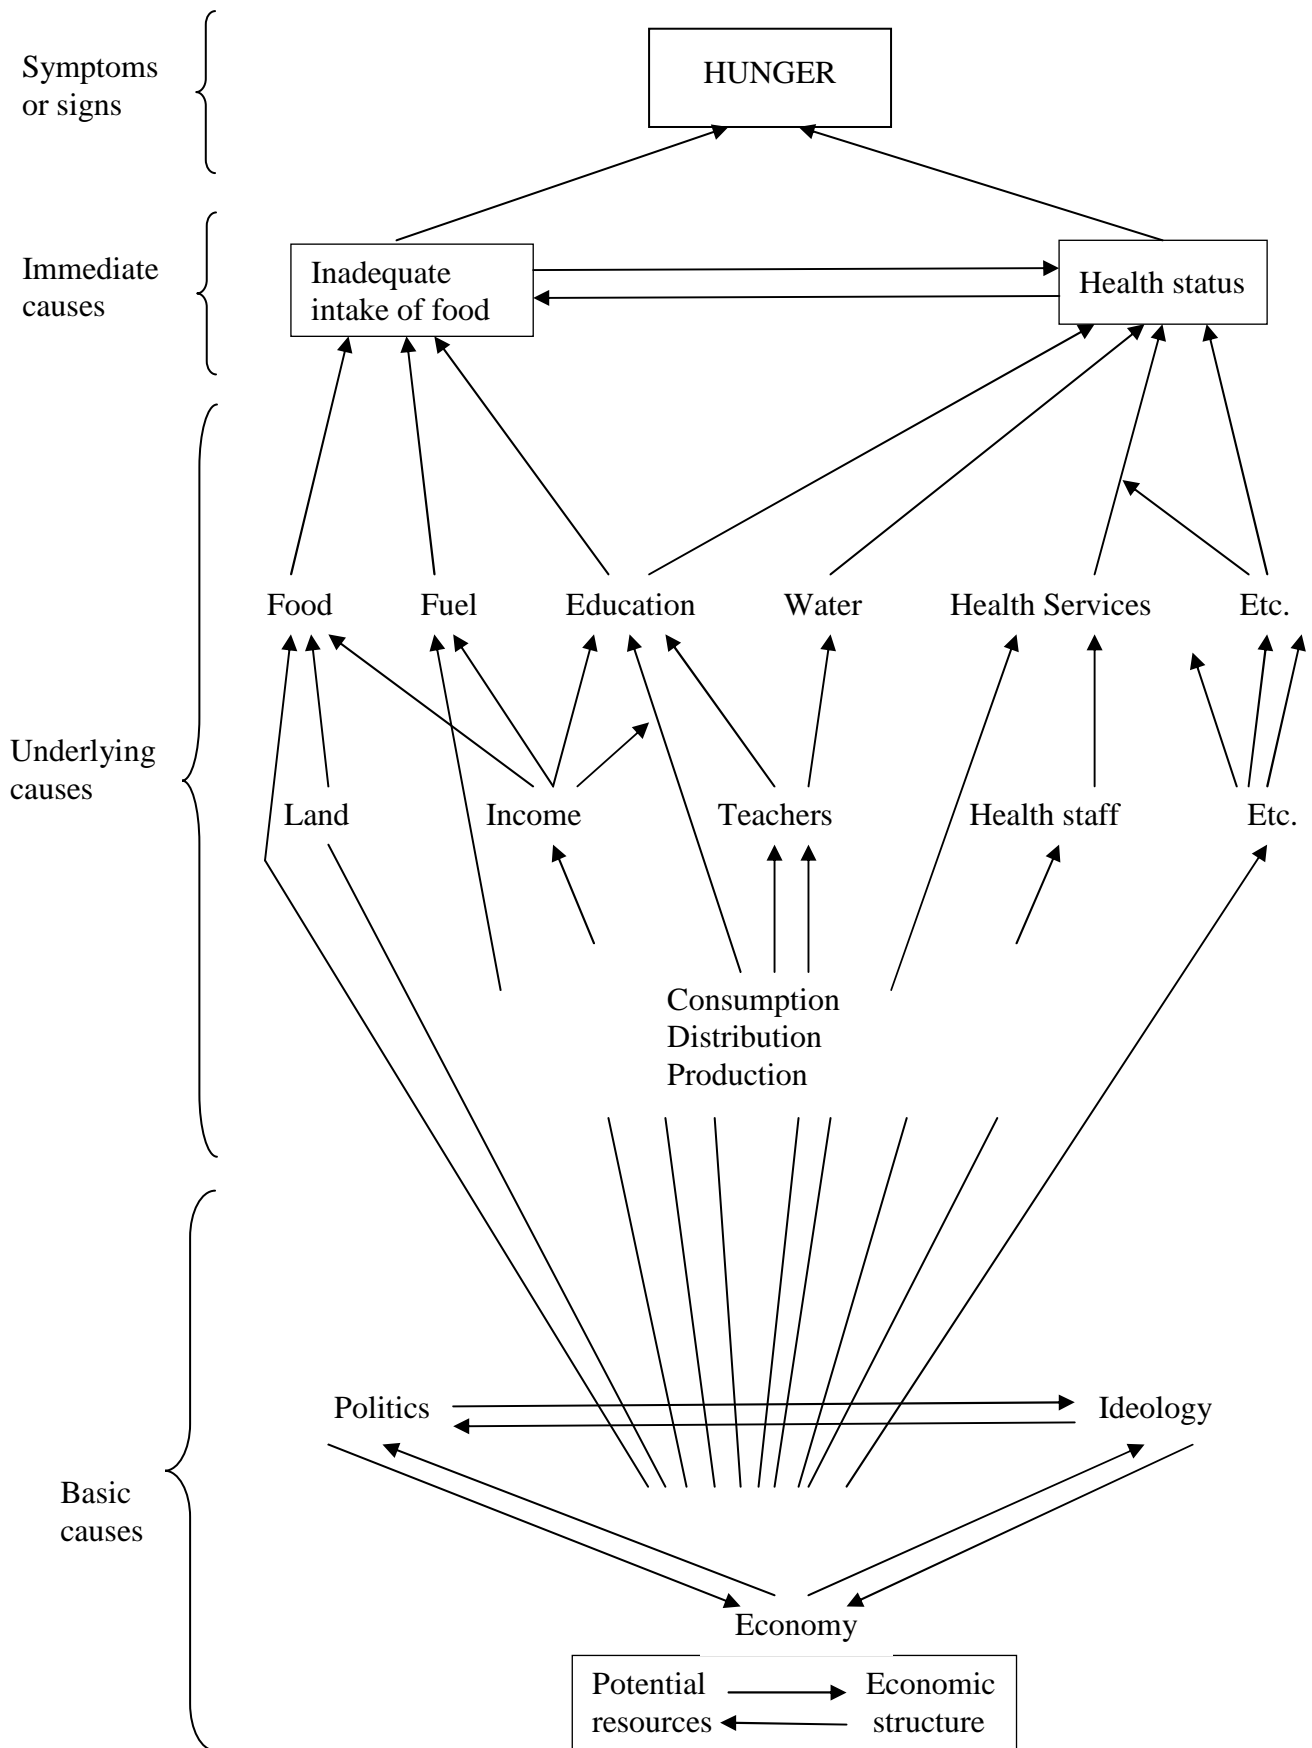 Symptoms
or signs
HUNGER
Immediate
causes
Inadequate
intake of food
Health status
Food
Fuel
Education
Water
Health Services
Etc.
Underlying
causes
Land
Income
Teachers
Health staff
Etc.
Consumption
Distribution
Production
Politics
Ideology
Basic
causes
Economy
Potential
resources
Economic
structure